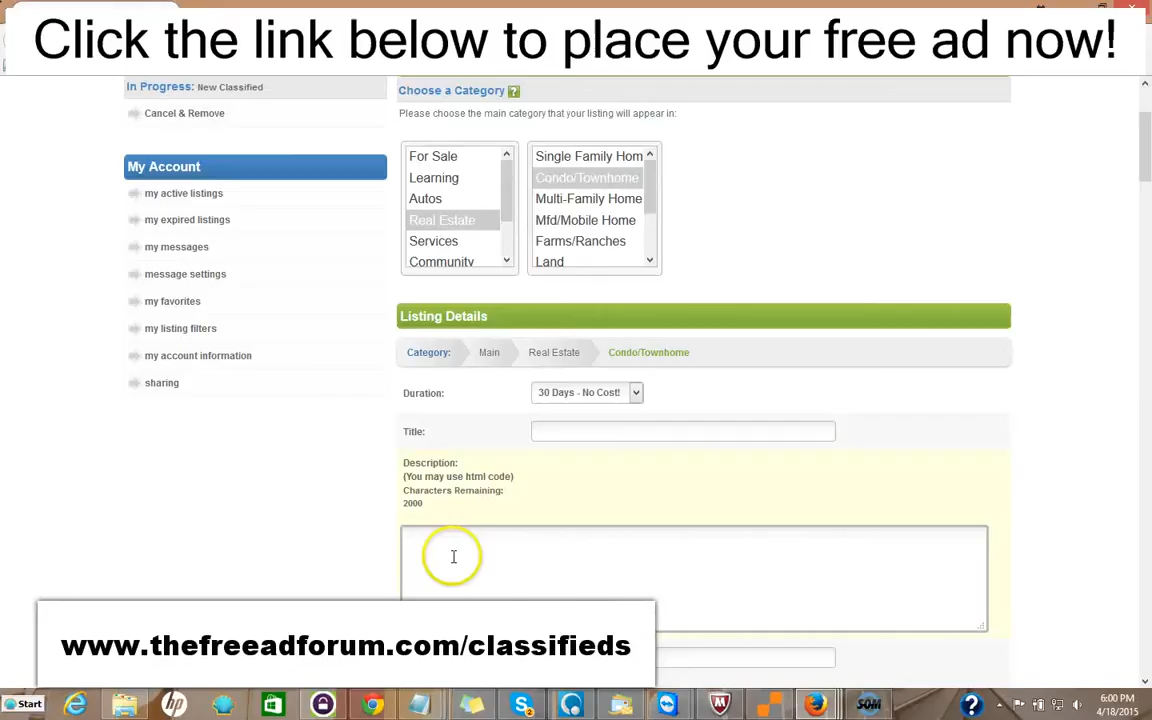 Click the link below to place your free ad now!
In Progress: New Classified
Cancel & Remove
My Account
my active listings
my expired listings
my messages
message settings
my favorites
my listing filters
my account information
sharing
Choose a Category ?
Please choose the main category that your listing will appear in:
For Sale
Learning
Autos
Real Estate
Services
Community
Single Family Hom
Condo/Townhome
Multi-Family Home
Mfd/Mobile Home
Farms/Ranches
Land
Listing Details
Category: Main Real Estate Condo/Townhome
Duration: 30 Days - No Cost!
Title:
Description:
(You may use html code)
Characters Remaining:
2000
www.thefreeadforum.com/classifieds
Start
hp
S 2
SOM
?
6:00 PM
4/18/2015